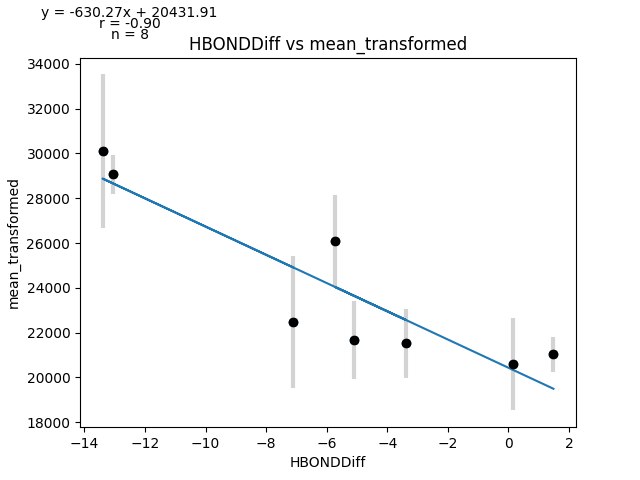 y = -630.27x + 20431.91
r = -0.90
n = 8
HBONDDiff vs mean_transformed
mean_transformed
34000
32000
30000
28000
26000
24000
22000
20000
18000
−14 −12 −10 −8 −6 −4 −2 0 2
HBONDDiff